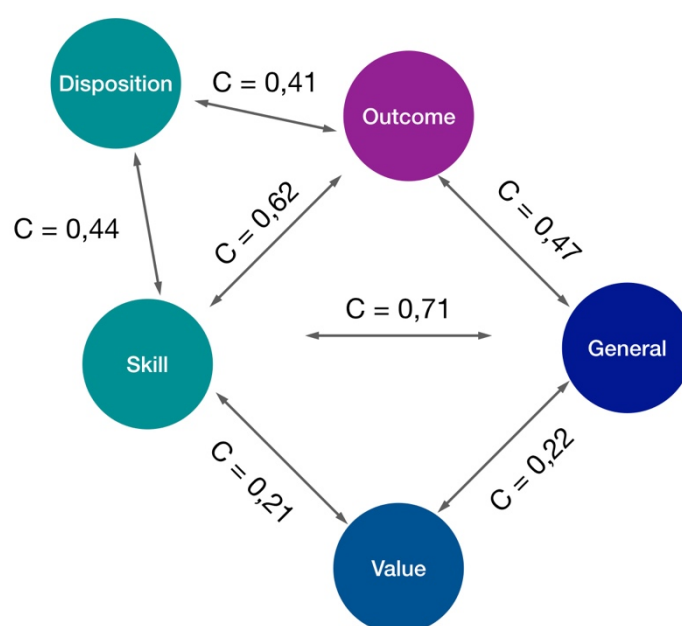 Disposition
C = 0,41
Outcome
C = 0,44
C = 0,62
C = 0,47
C = 0,71
Skill
General
C = 0,21
C = 0,22
Value